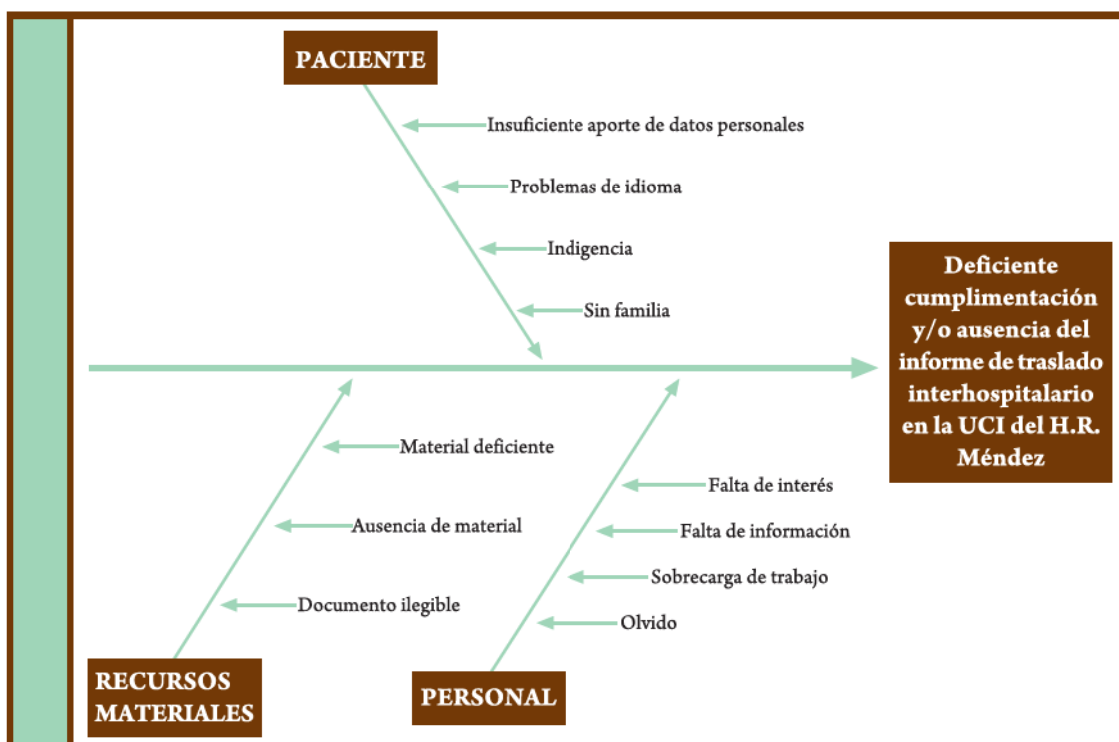 PACIENTE
Insuficiente aporte de datos personales
Problemas de idioma
Indigencia
Sin familia
Deficiente
cumplimentación
y/o ausencia del
informe de traslado
interhospitalario
en la UCI del H.R.
Méndez
Material deficiente
Ausencia de material
Documento ilegible
RECURSOS
MATERIALES
Falta de interés
Falta de información
Sobrecarga de trabajo
Olvido
PERSONAL